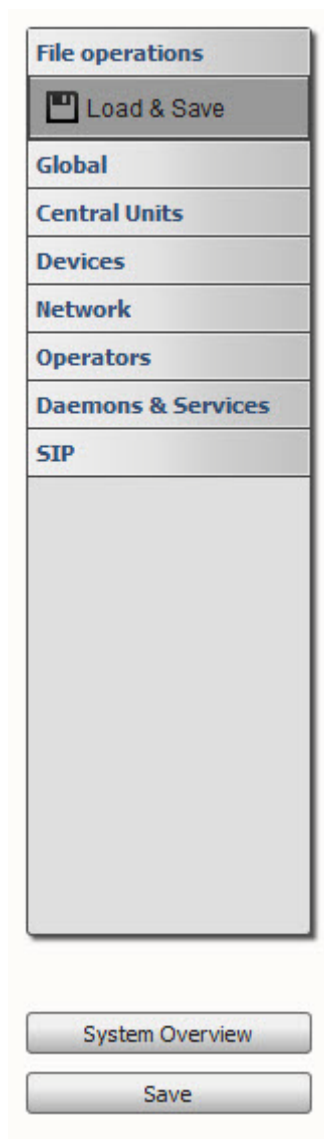 File operations
Load & Save
Global
Central Units
Devices
Network
Operators
Daemons & Services
SIP
System Overview
Save